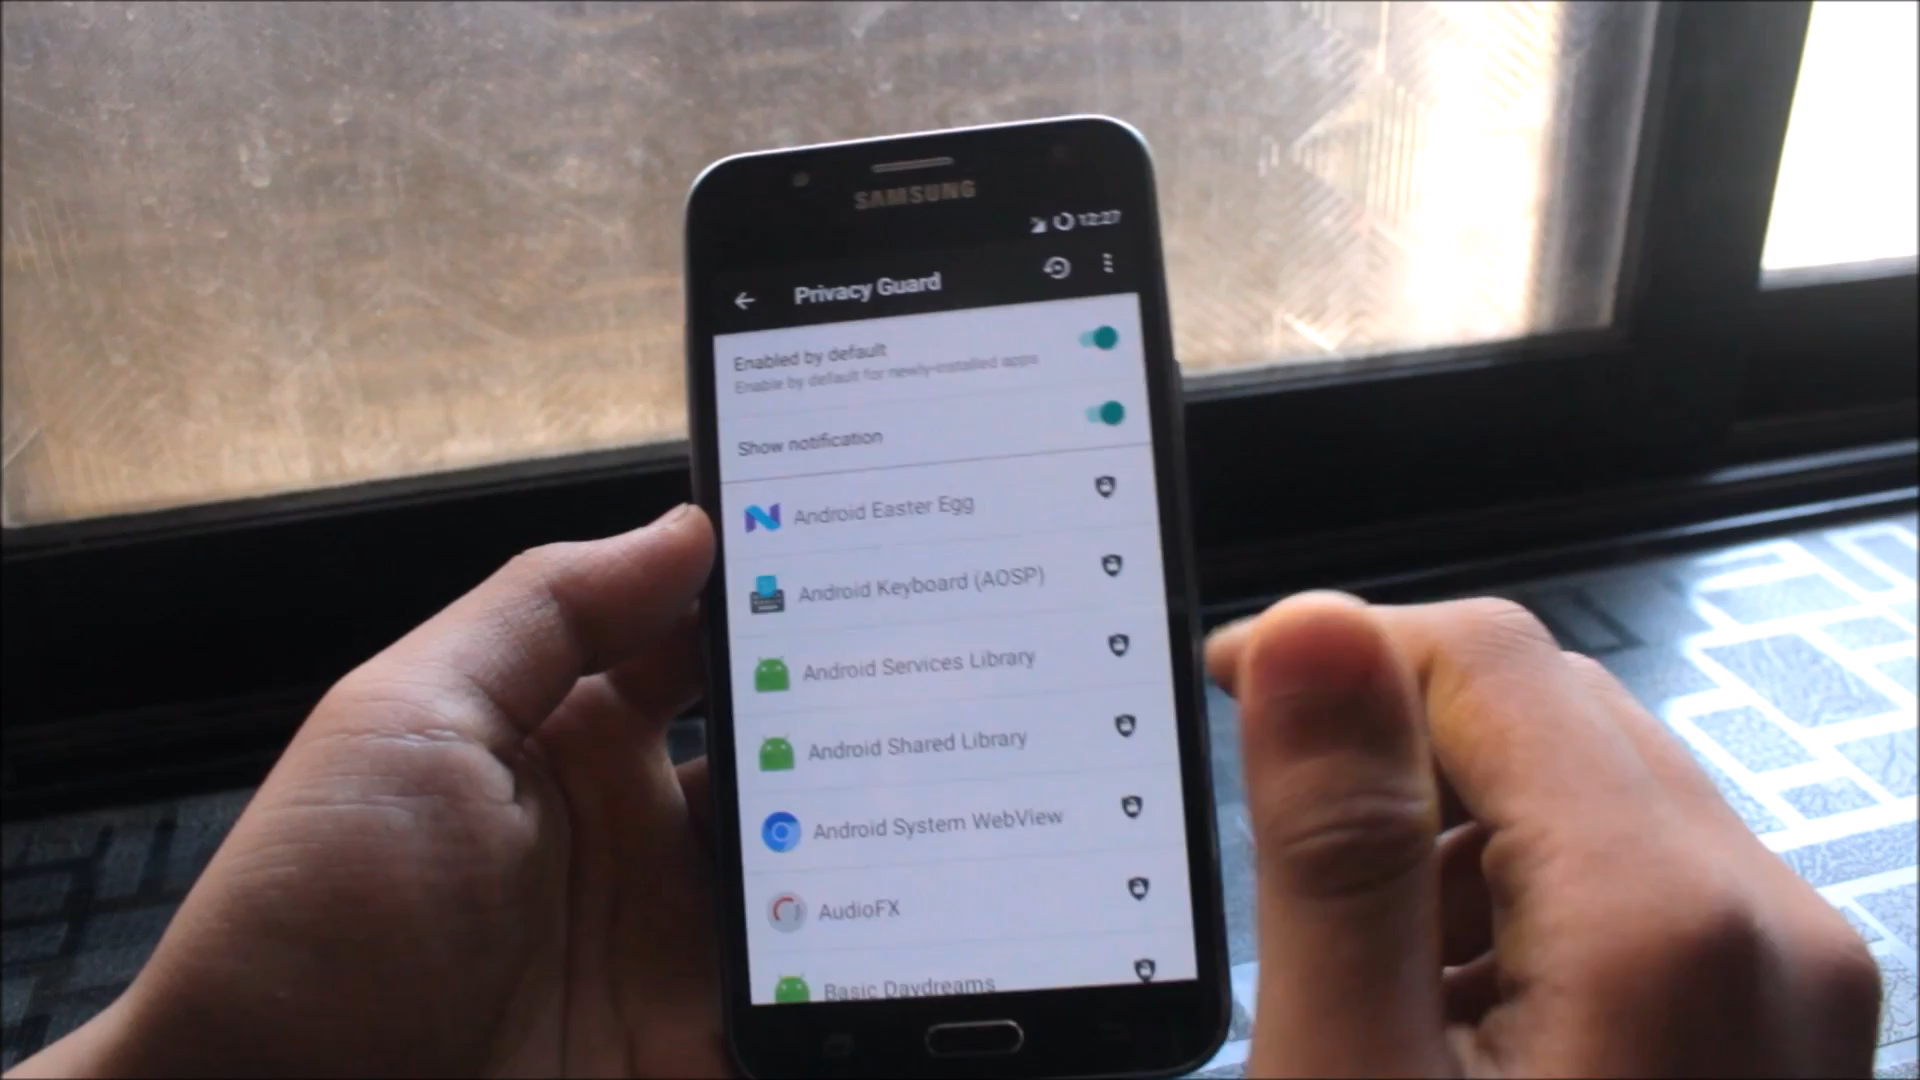 SAMSUNG
12:27
Privacy Guard
Enabled by default
Enable by default for newly-installed apps
Show notification
Android Easter Egg
Android Keyboard (AOSP)
Android Services Library
Android Shared Library
Android System WebView
AudioFX
Basic Daydreams